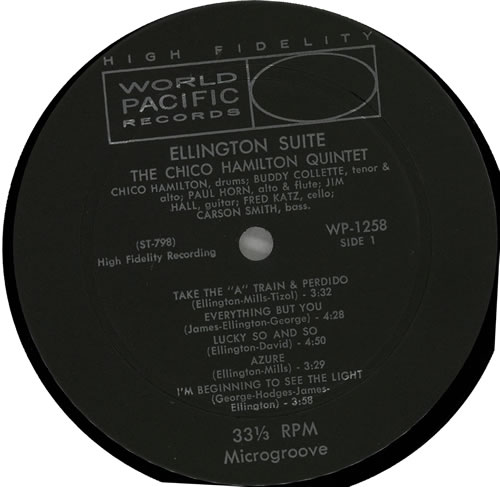 HIGH FIDELITY
WORLD
PACIFIC
RECORDS
ELLINGTON SUITE
THE CHICO HAMILTON QUINTET
CHICO HAMILTON, drums; BUDDY COLLETTE, tenor &
alto; PAUL HORN, alto & flute; JIM
HALL, guitar; FRED KATZ, cello;
CARSON SMITH, bass.
(ST-798)
High Fidelity Recording
WP-1258
SIDE 1
TAKE THE "A" TRAIN & PERDIDO
(Ellington-Mills-Tizol) - 3:32
EVERYTHING BUT YOU
(James-Ellington-George) - 4:28
LUCKY SO AND SO
(Ellington-David) - 4:50
AZURE
(Ellington-Mills) - 3:29
I'M BEGINNING TO SEE THE LIGHT
(George-Hodges-James-
Ellington) - 3:58
33⅓ RPM
Microgroove